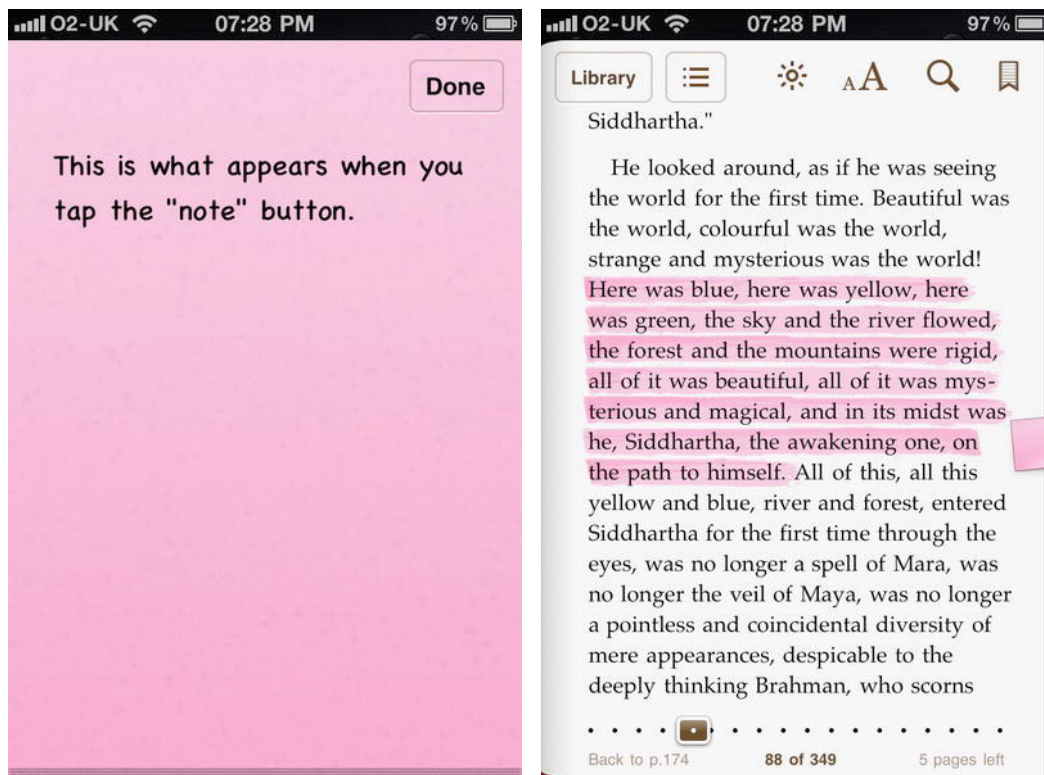 O2-UK 07:28 PM 97%
Done
This is what appears when you
tap the "note" button.
O2-UK 07:28 PM 97%
Library AA
Siddhartha."
He looked around, as if he was seeing
the world for the first time. Beautiful was
the world, colourful was the world,
strange and mysterious was the world!
Here was blue, here was yellow, here
was green, the sky and the river flowed,
the forest and the mountains were rigid,
all of it was beautiful, all of it was mys-
terious and magical, and in its midst was
he, Siddhartha, the awakening one, on
the path to himself. All of this, all this
yellow and blue, river and forest, entered
Siddhartha for the first time through the
eyes, was no longer a spell of Mara, was
no longer the veil of Maya, was no longer
a pointless and coincidental diversity of
mere appearances, despicable to the
deeply thinking Brahman, who scorns
Back to p.174 88 of 349 5 pages left